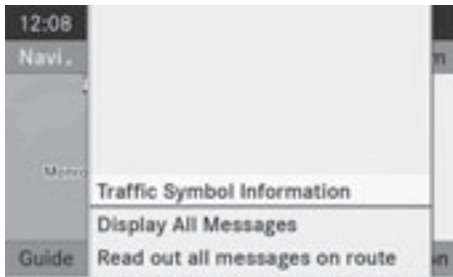 12:08
Navi.
Traffic Symbol Information
Display All Messages
Guide Read out all messages on route